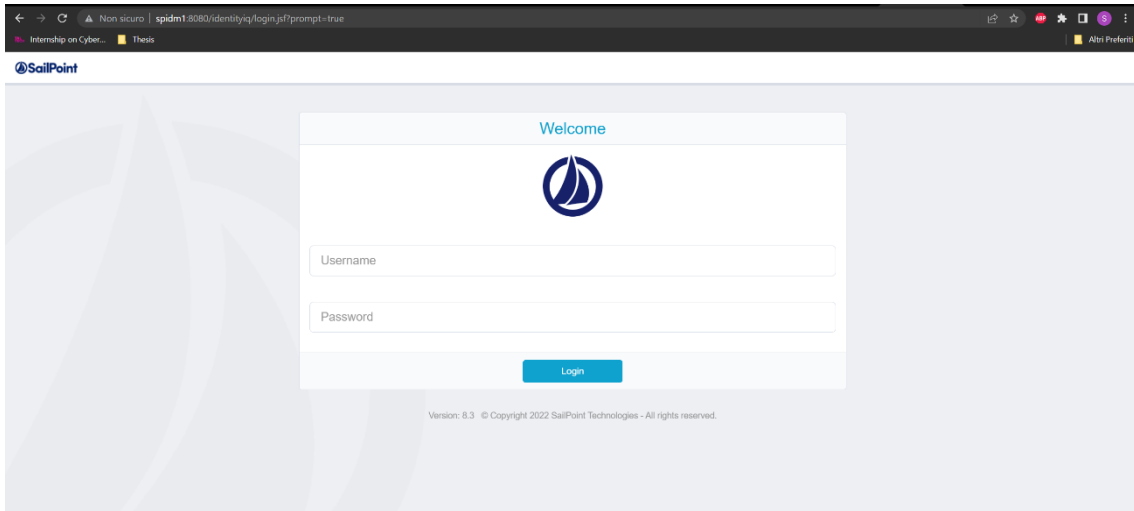 Non sicuro | spidm1:8080/identityiq/login.jsf?prompt=true
ABP
S
Internship on Cyber... Thesis Altri Preferiti
SailPoint
Welcome
Username
Password
Login
Version: 8.3 © Copyright 2022 SailPoint Technologies - All rights reserved.